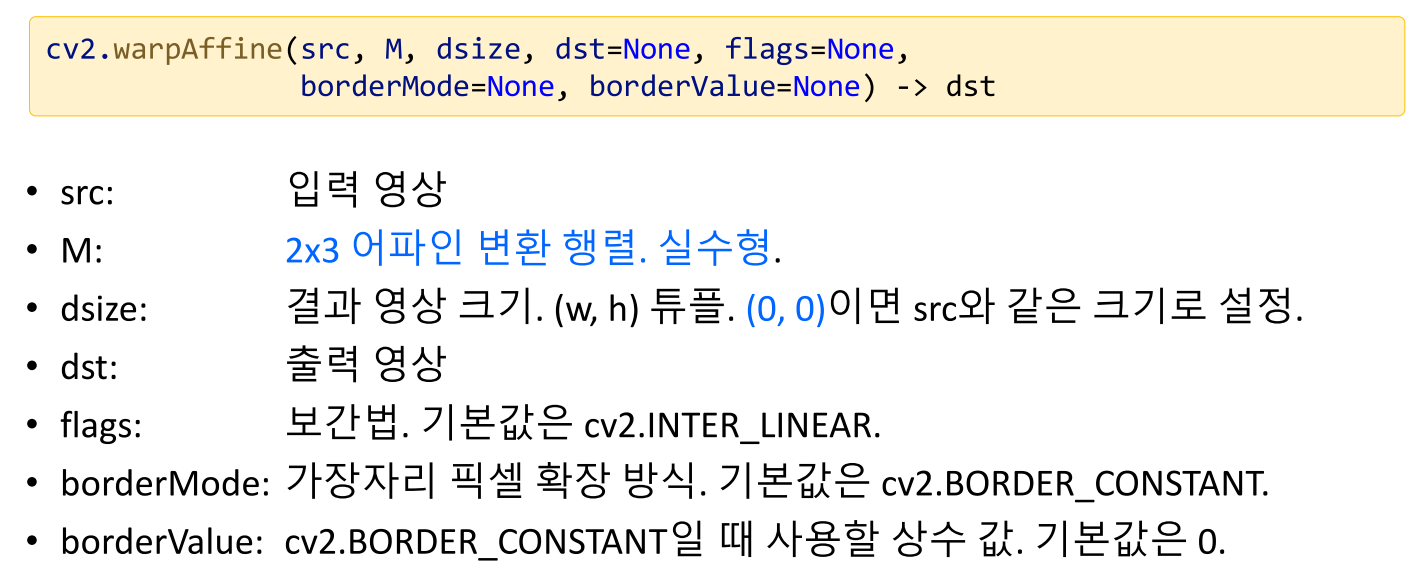 cv2.warpAffine(src, M, dsize, dst=None, flags=None,
borderMode=None, borderValue=None) -> dst
• src: 입력 영상
• M: 2x3 어파인 변환 행렬. 실수형.
• dsize: 결과 영상 크기. (w, h) 튜플. (0, 0)이면 src와 같은 크기로 설정.
• dst: 출력 영상
• flags: 보간법. 기본값은 cv2.INTER_LINEAR.
• borderMode: 가장자리 픽셀 확장 방식. 기본값은 cv2.BORDER_CONSTANT.
• borderValue: cv2.BORDER_CONSTANT일 때 사용할 상수 값. 기본값은 0.